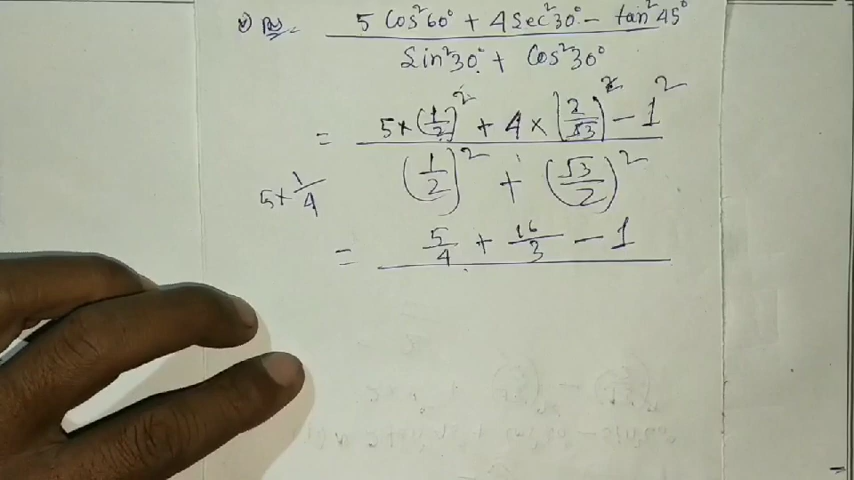 v) 5 Cos²60° + 4 Sec²30° - tan²45°
Sin²30° + Cos²30°
= 5 × (1/2)² + 4 × (2/√3)² - 1²
(1/2)² + (√3/2)²
5 × 1/4
= 5/4 + 16/3 - 1